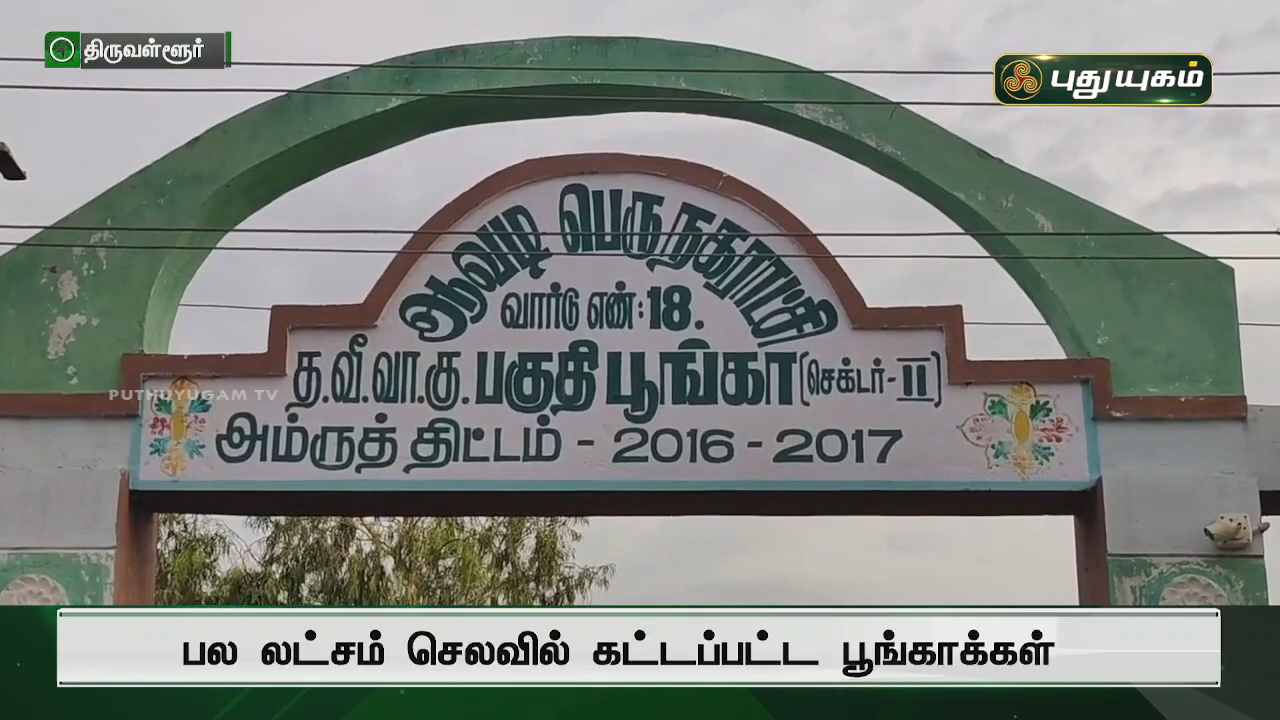 திருவள்ளூர்
புதுயுகம்
ஆவடி பெருநகராட்சி
வார்டு எண்: 18.
த.வீ.வா.கு. பகுதி பூங்கா (செக்டர் - II)
PUTHUYUGAM TV
அம்ருத் திட்டம் - 2016 - 2017
பல லட்சம் செலவில் கட்டப்பட்ட பூங்காக்கள்